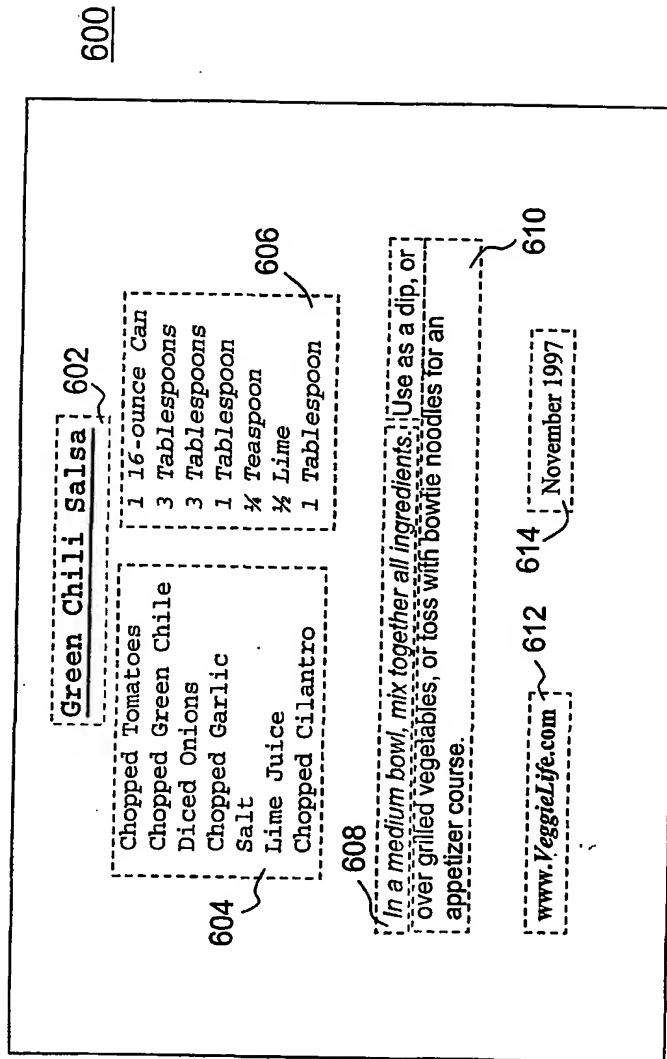 600
Green Chili Salsa
602
Chopped Tomatoes 1 16-ounce Can
Chopped Green Chile 3 Tablespoons
Diced Onions 3 Tablespoons
Chopped Garlic 1 Tablespoon
Salt ¼ Teaspoon
Lime Juice ½ Lime
Chopped Cilantro 1 Tablespoon
604
606
608
In a medium bowl, mix together all ingredients. Use as a dip, or
over grilled vegetables, or toss with bowtie noodles for an
appetizer course.
610
www.VeggieLife.com
612
614
November 1997